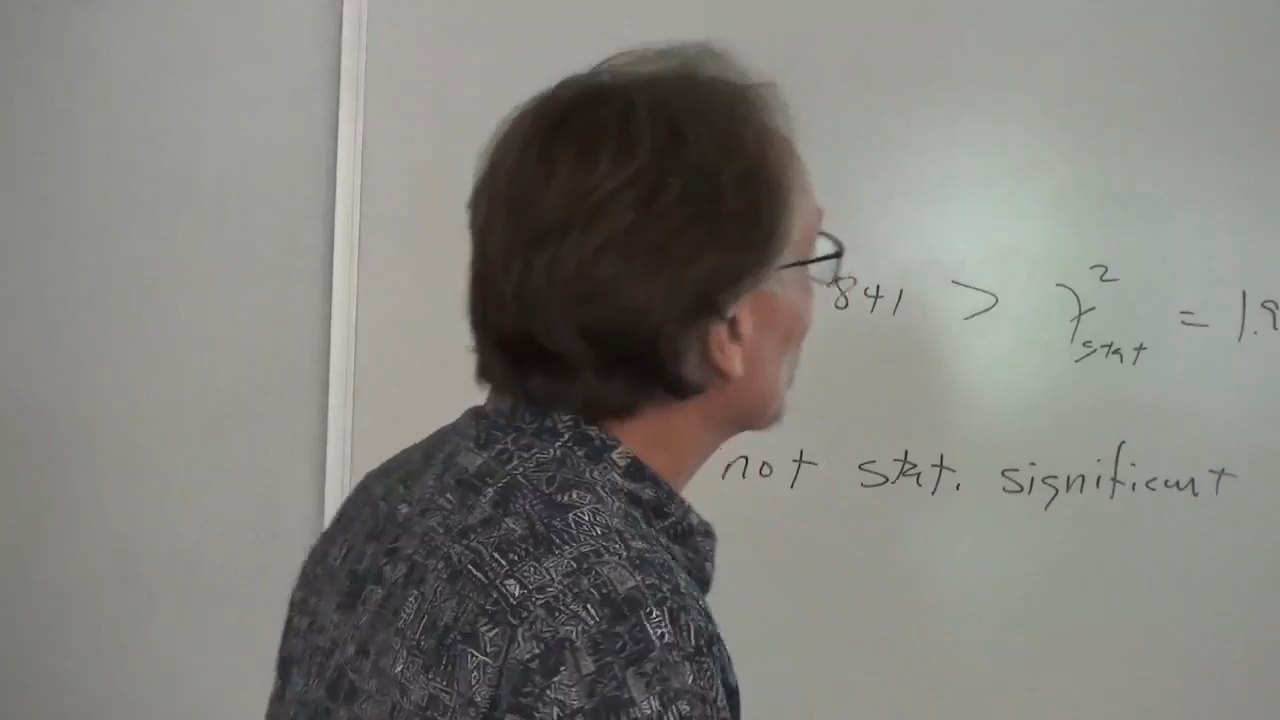 841 > χ²stat = 1.9
not stat. significant